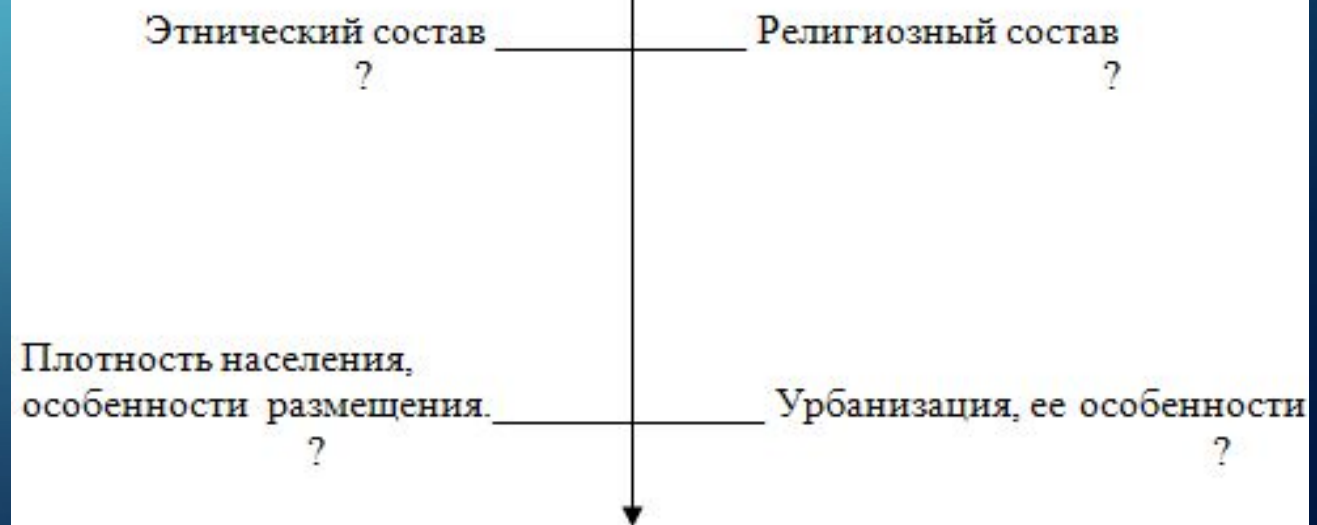 Этнический состав
?
Религиозный состав
?
Плотность населения,
особенности размещения.
?
Урбанизация, ее особенности
?